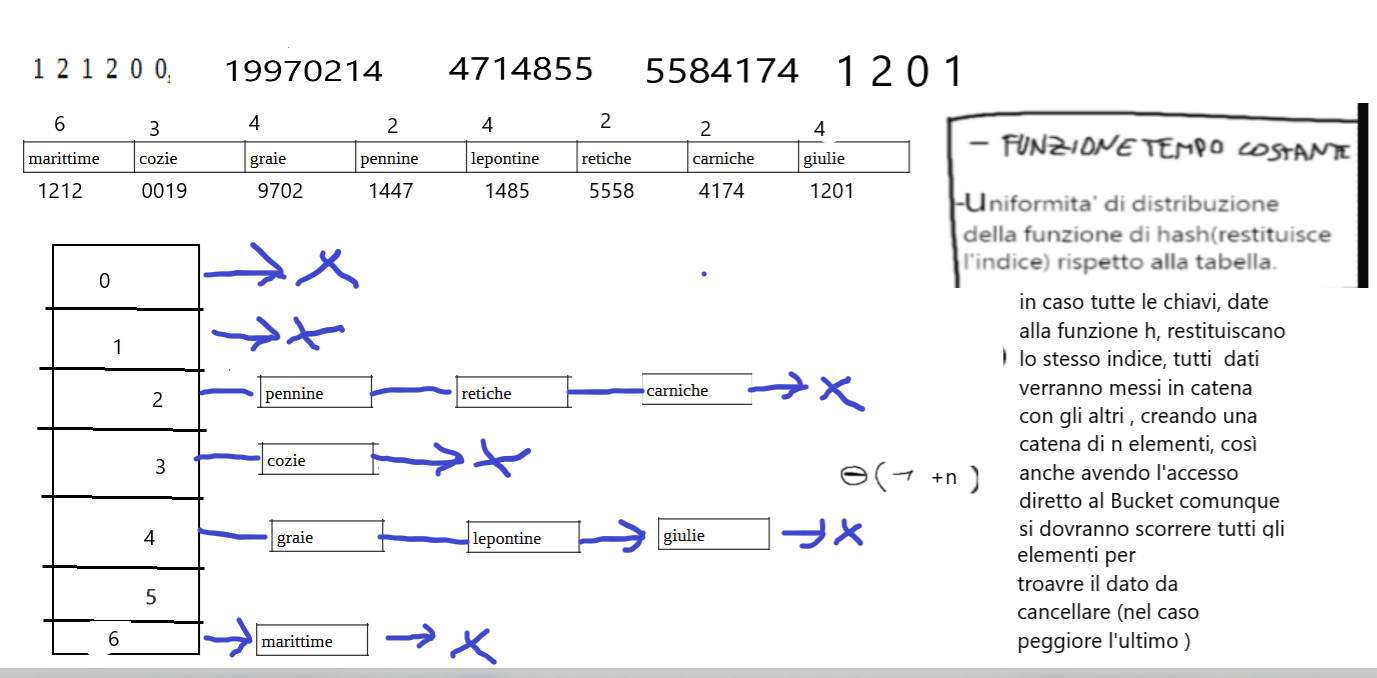 1 2 1 2 0 0, 19970214 4714855 5584174 1 2 0 1
6 3 4 2 4 2 2 4
marittime cozie graie pennine lepontine retiche carniche giulie
1212 0019 9702 1447 1485 5558 4174 1201
- FUNZIONE TEMPO COSTANTE
-Uniformita' di distribuzione
della funzione di hash(restituisce
l'indice) rispetto alla tabella.
0
1
2 pennine retiche carniche
3 cozie
4 graie lepontine giulie
5
6 marittime
Θ(1 +n )
in caso tutte le chiavi, date
alla funzione h, restituiscano
lo stesso indice, tutti dati
verranno messi in catena
con gli altri , creando una
catena di n elementi, così
anche avendo l'accesso
diretto al Bucket comunque
si dovranno scorrere tutti gli
elementi per
troavre il dato da
cancellare (nel caso
peggiore l'ultimo )